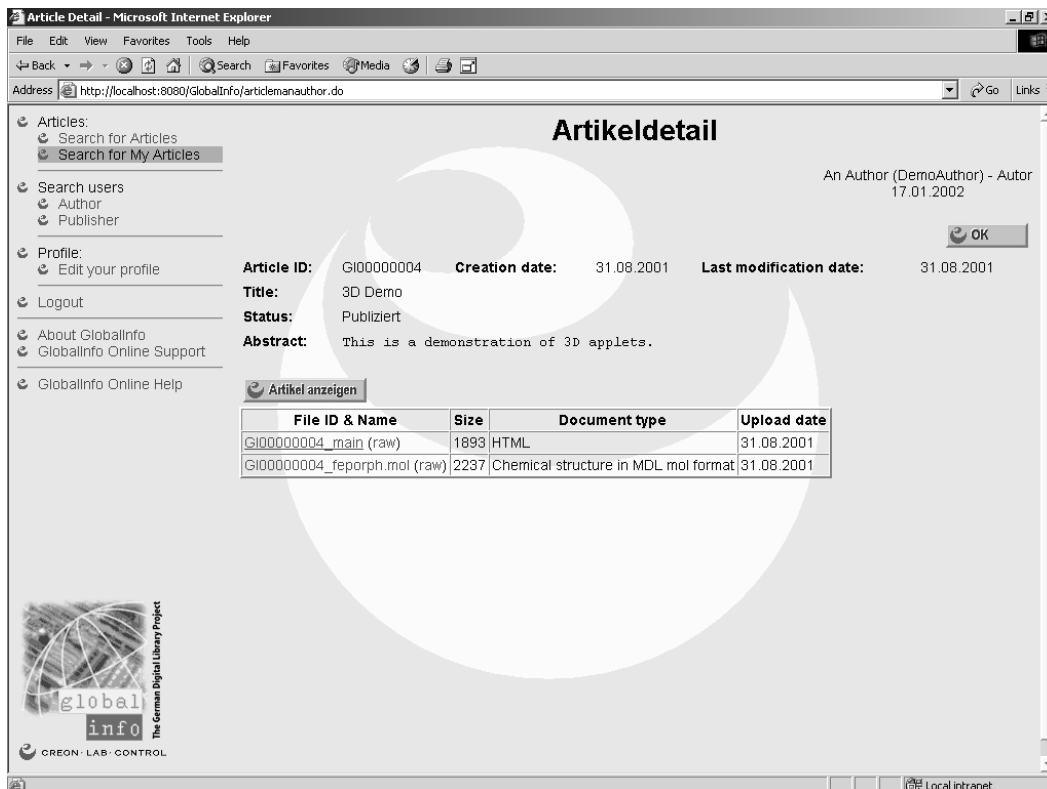 Article Detail - Microsoft Internet Explorer
File Edit View Favorites Tools Help
Back Search Favorites Media
Address http://localhost:8080/GlobalInfo/articlemanauthor.do Go Links
Articles:
Search for Articles
Search for My Articles
Search users
Author
Publisher
Profile:
Edit your profile
Logout
About GlobalInfo
GlobalInfo Online Support
GlobalInfo Online Help
Artikeldetail
An Author (DemoAuthor) - Autor
17.01.2002
OK
Article ID: GI00000004 Creation date: 31.08.2001 Last modification date: 31.08.2001
Title: 3D Demo
Status: Publiziert
Abstract: This is a demonstration of 3D applets.
Artikel anzeigen
File ID & Name Size Document type Upload date
GI00000004_main (raw) 1893 HTML 31.08.2001
GI00000004_feporph.mol (raw) 2237 Chemical structure in MDL mol format 31.08.2001
global
info
The German Digital Library Project
CREON·LAB·CONTROL
Local intranet